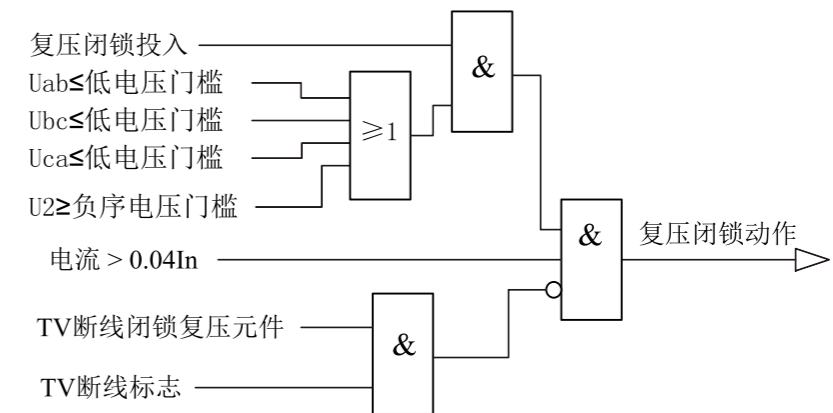 复压闭锁投入
&
Uab≤低电压门槛
Ubc≤低电压门槛
≥1
Uca≤低电压门槛
U2≥负序电压门槛
&
复压闭锁动作
电流 > 0.04In
TV断线闭锁复压元件
&
TV断线标志